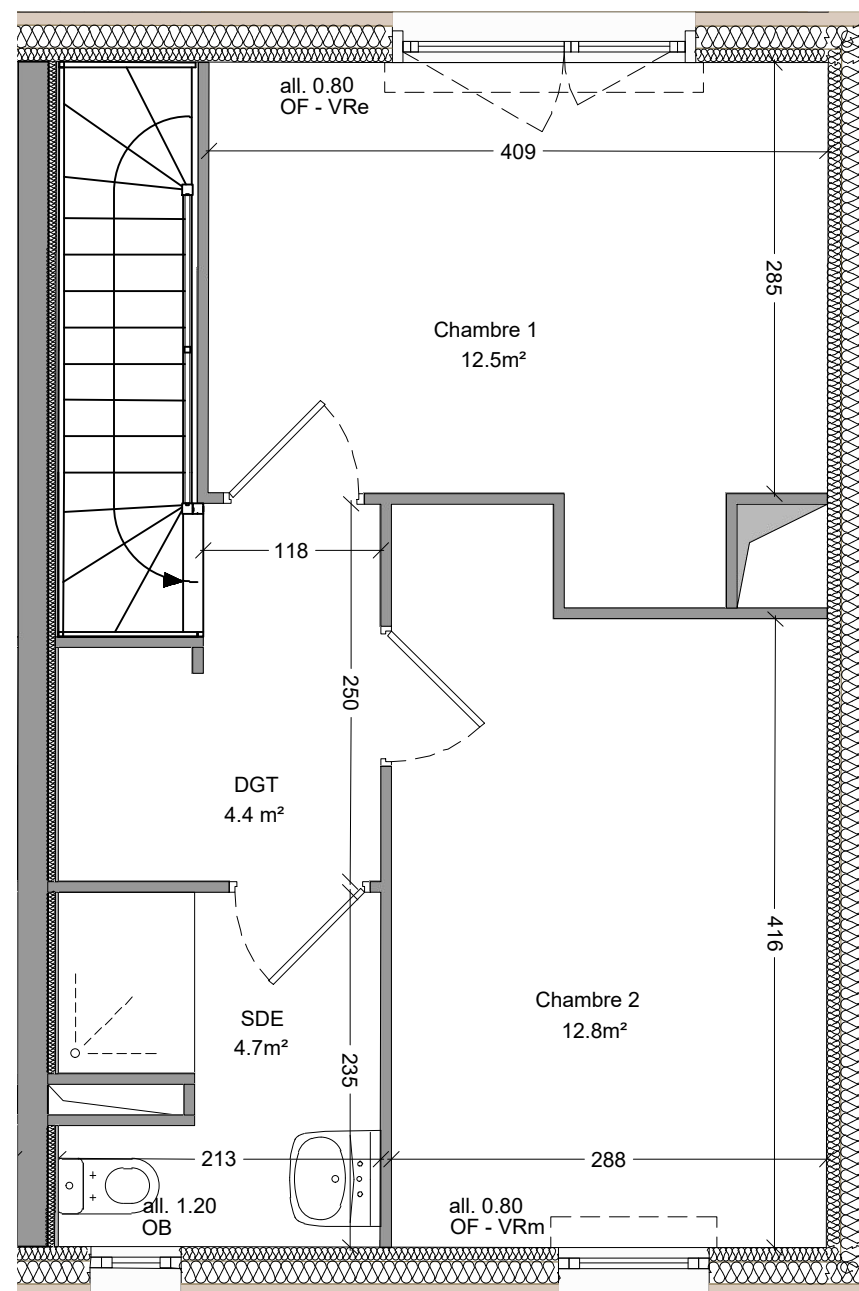 all. 0.80
OF - VRe
409
285
Chambre 1
12.5m²
118
250
DGT
4.4 m²
416
Chambre 2
12.8m²
SDE
4.7m²
235
213
288
all. 1.20
OB
all. 0.80
OF - VRm